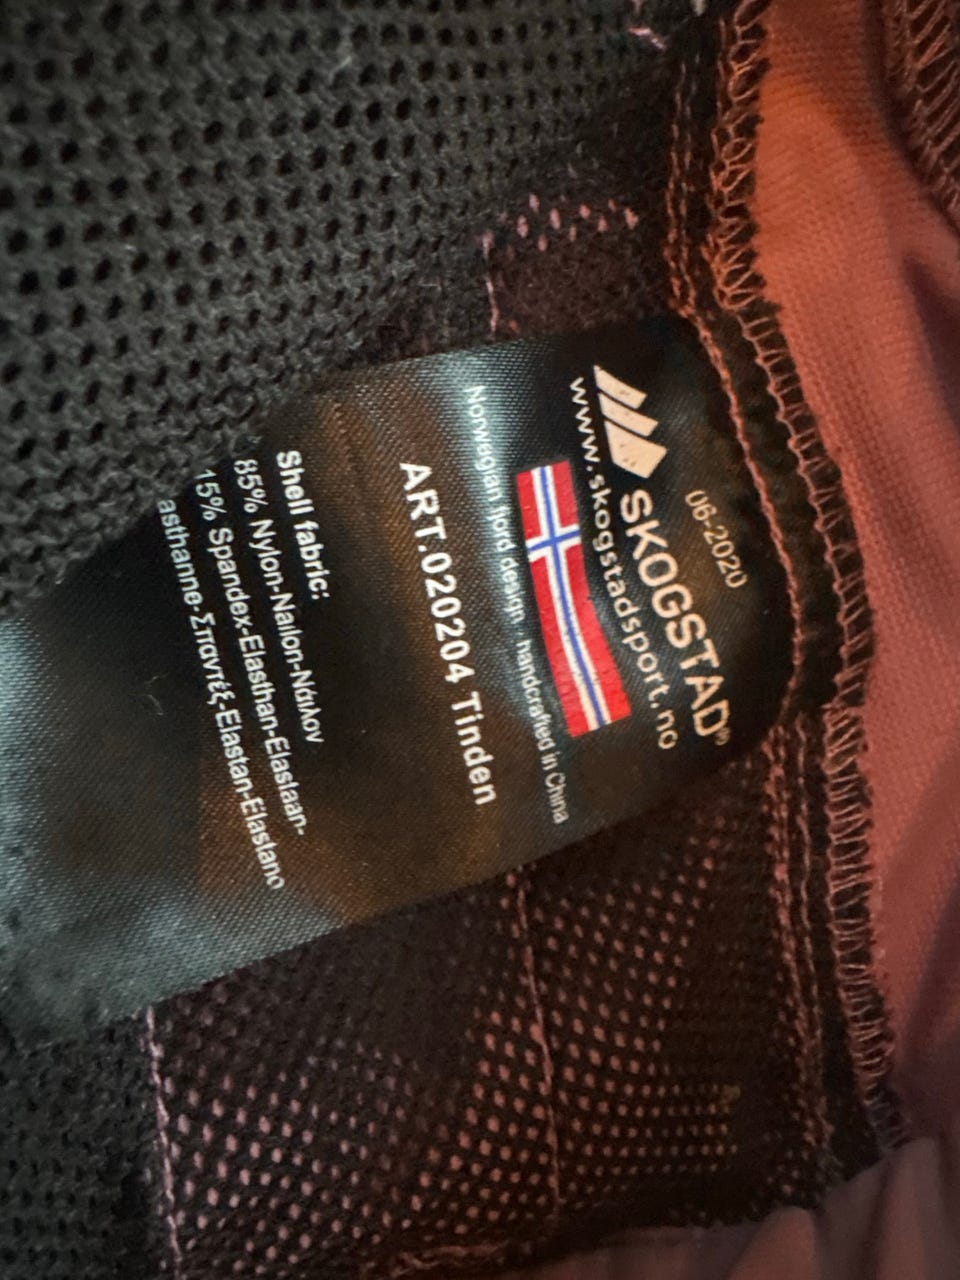 06-2020
SKOGSTAD®
www.skogstadsport.no
Norwegian fjord design. handcrafted in China
ART.020204 Tinden
Shell fabric:
85% Nylon-Nailon-Νάιλον
15% Spandex-Elasthan-Elastaan-
asthanne-Σπαντέξ-Elastan-Elastano